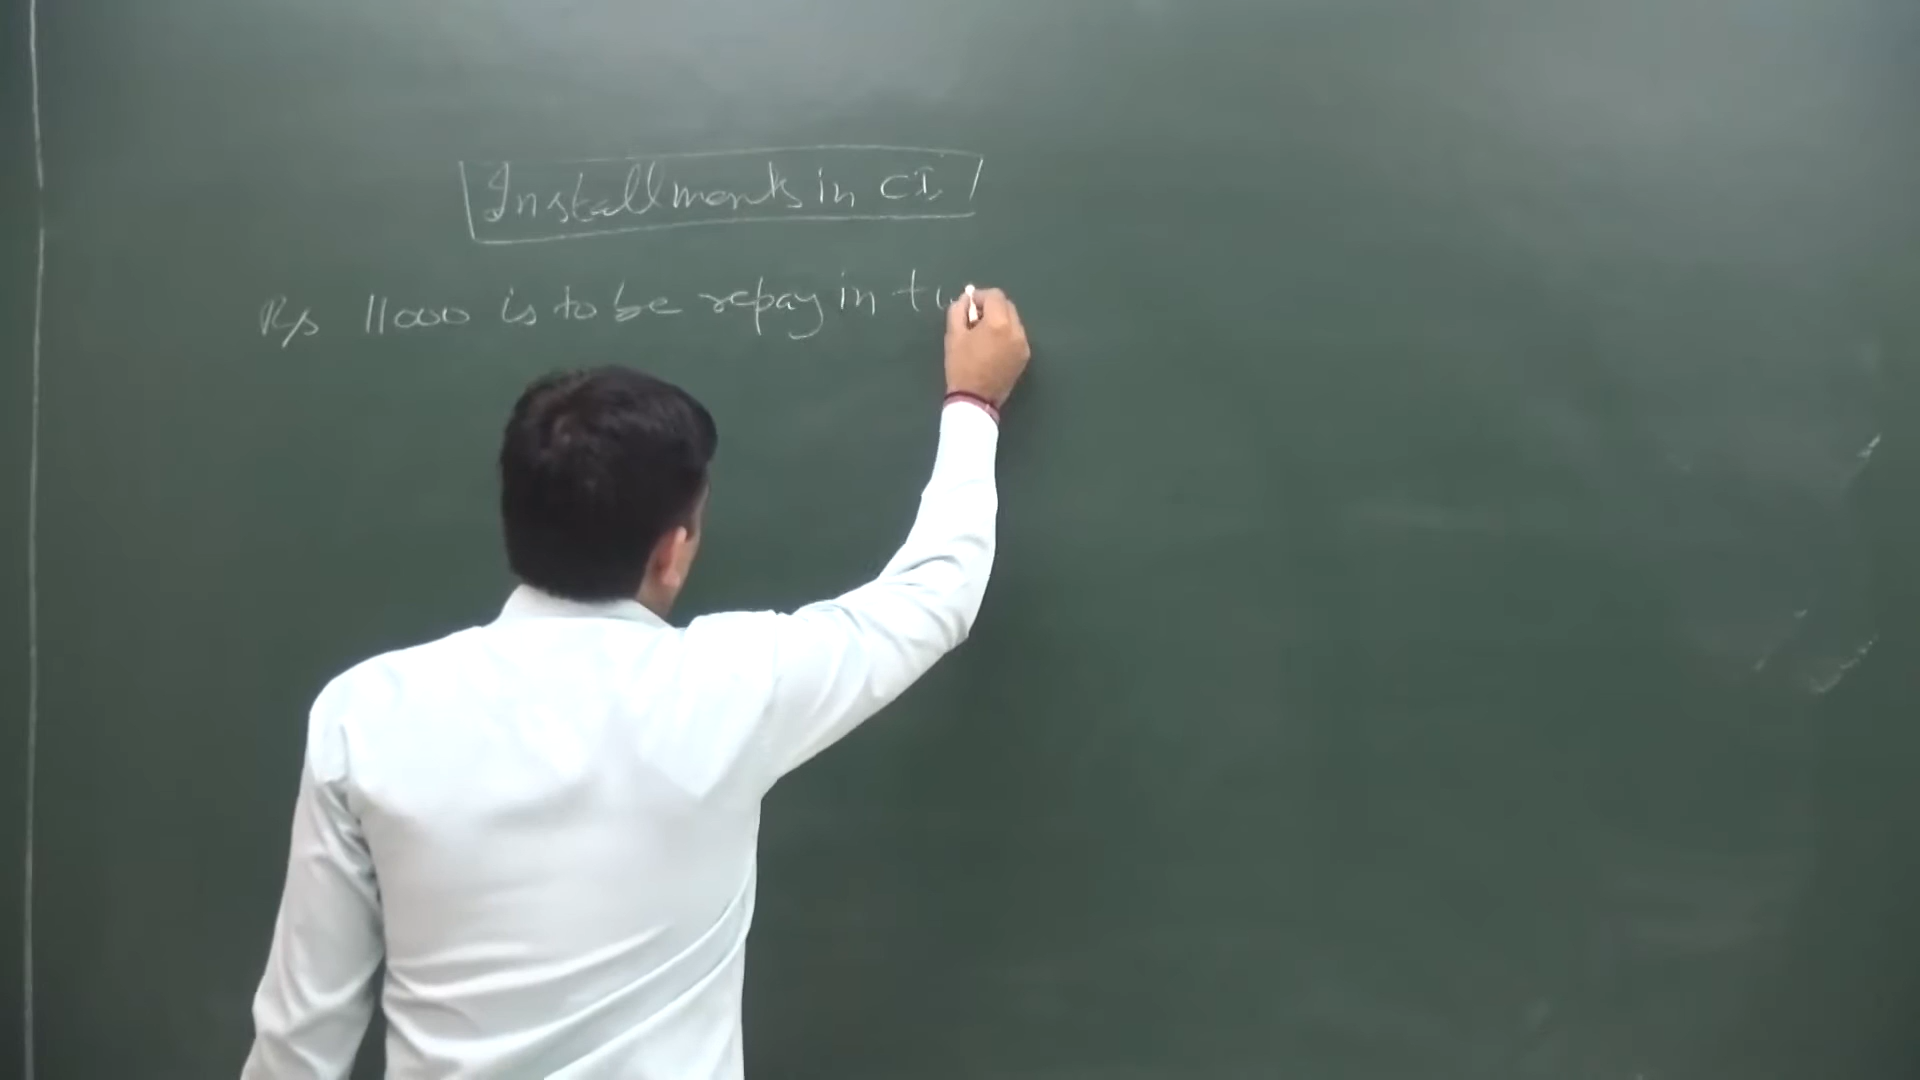 Installments in CI
Rs 11000 is to be repay in